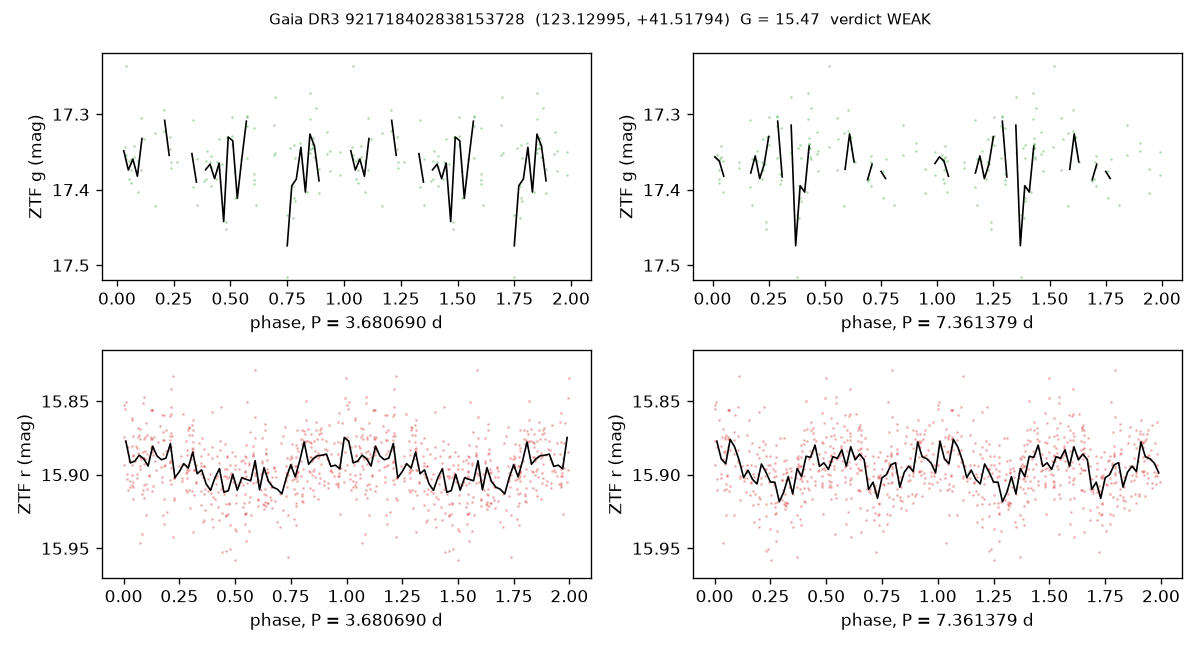 Gaia DR3 921718402838153728  (123.12995, +41.51794)  G = 15.47  verdict WEAK
ZTF g (mag)
17.3
17.4
17.5
0.00 0.25 0.50 0.75 1.00 1.25 1.50 1.75 2.00
phase, P = 3.680690 d
ZTF g (mag)
17.3
17.4
17.5
0.00 0.25 0.50 0.75 1.00 1.25 1.50 1.75 2.00
phase, P = 7.361379 d
ZTF r (mag)
15.85
15.90
15.95
0.00 0.25 0.50 0.75 1.00 1.25 1.50 1.75 2.00
phase, P = 3.680690 d
ZTF r (mag)
15.85
15.90
15.95
0.00 0.25 0.50 0.75 1.00 1.25 1.50 1.75 2.00
phase, P = 7.361379 d